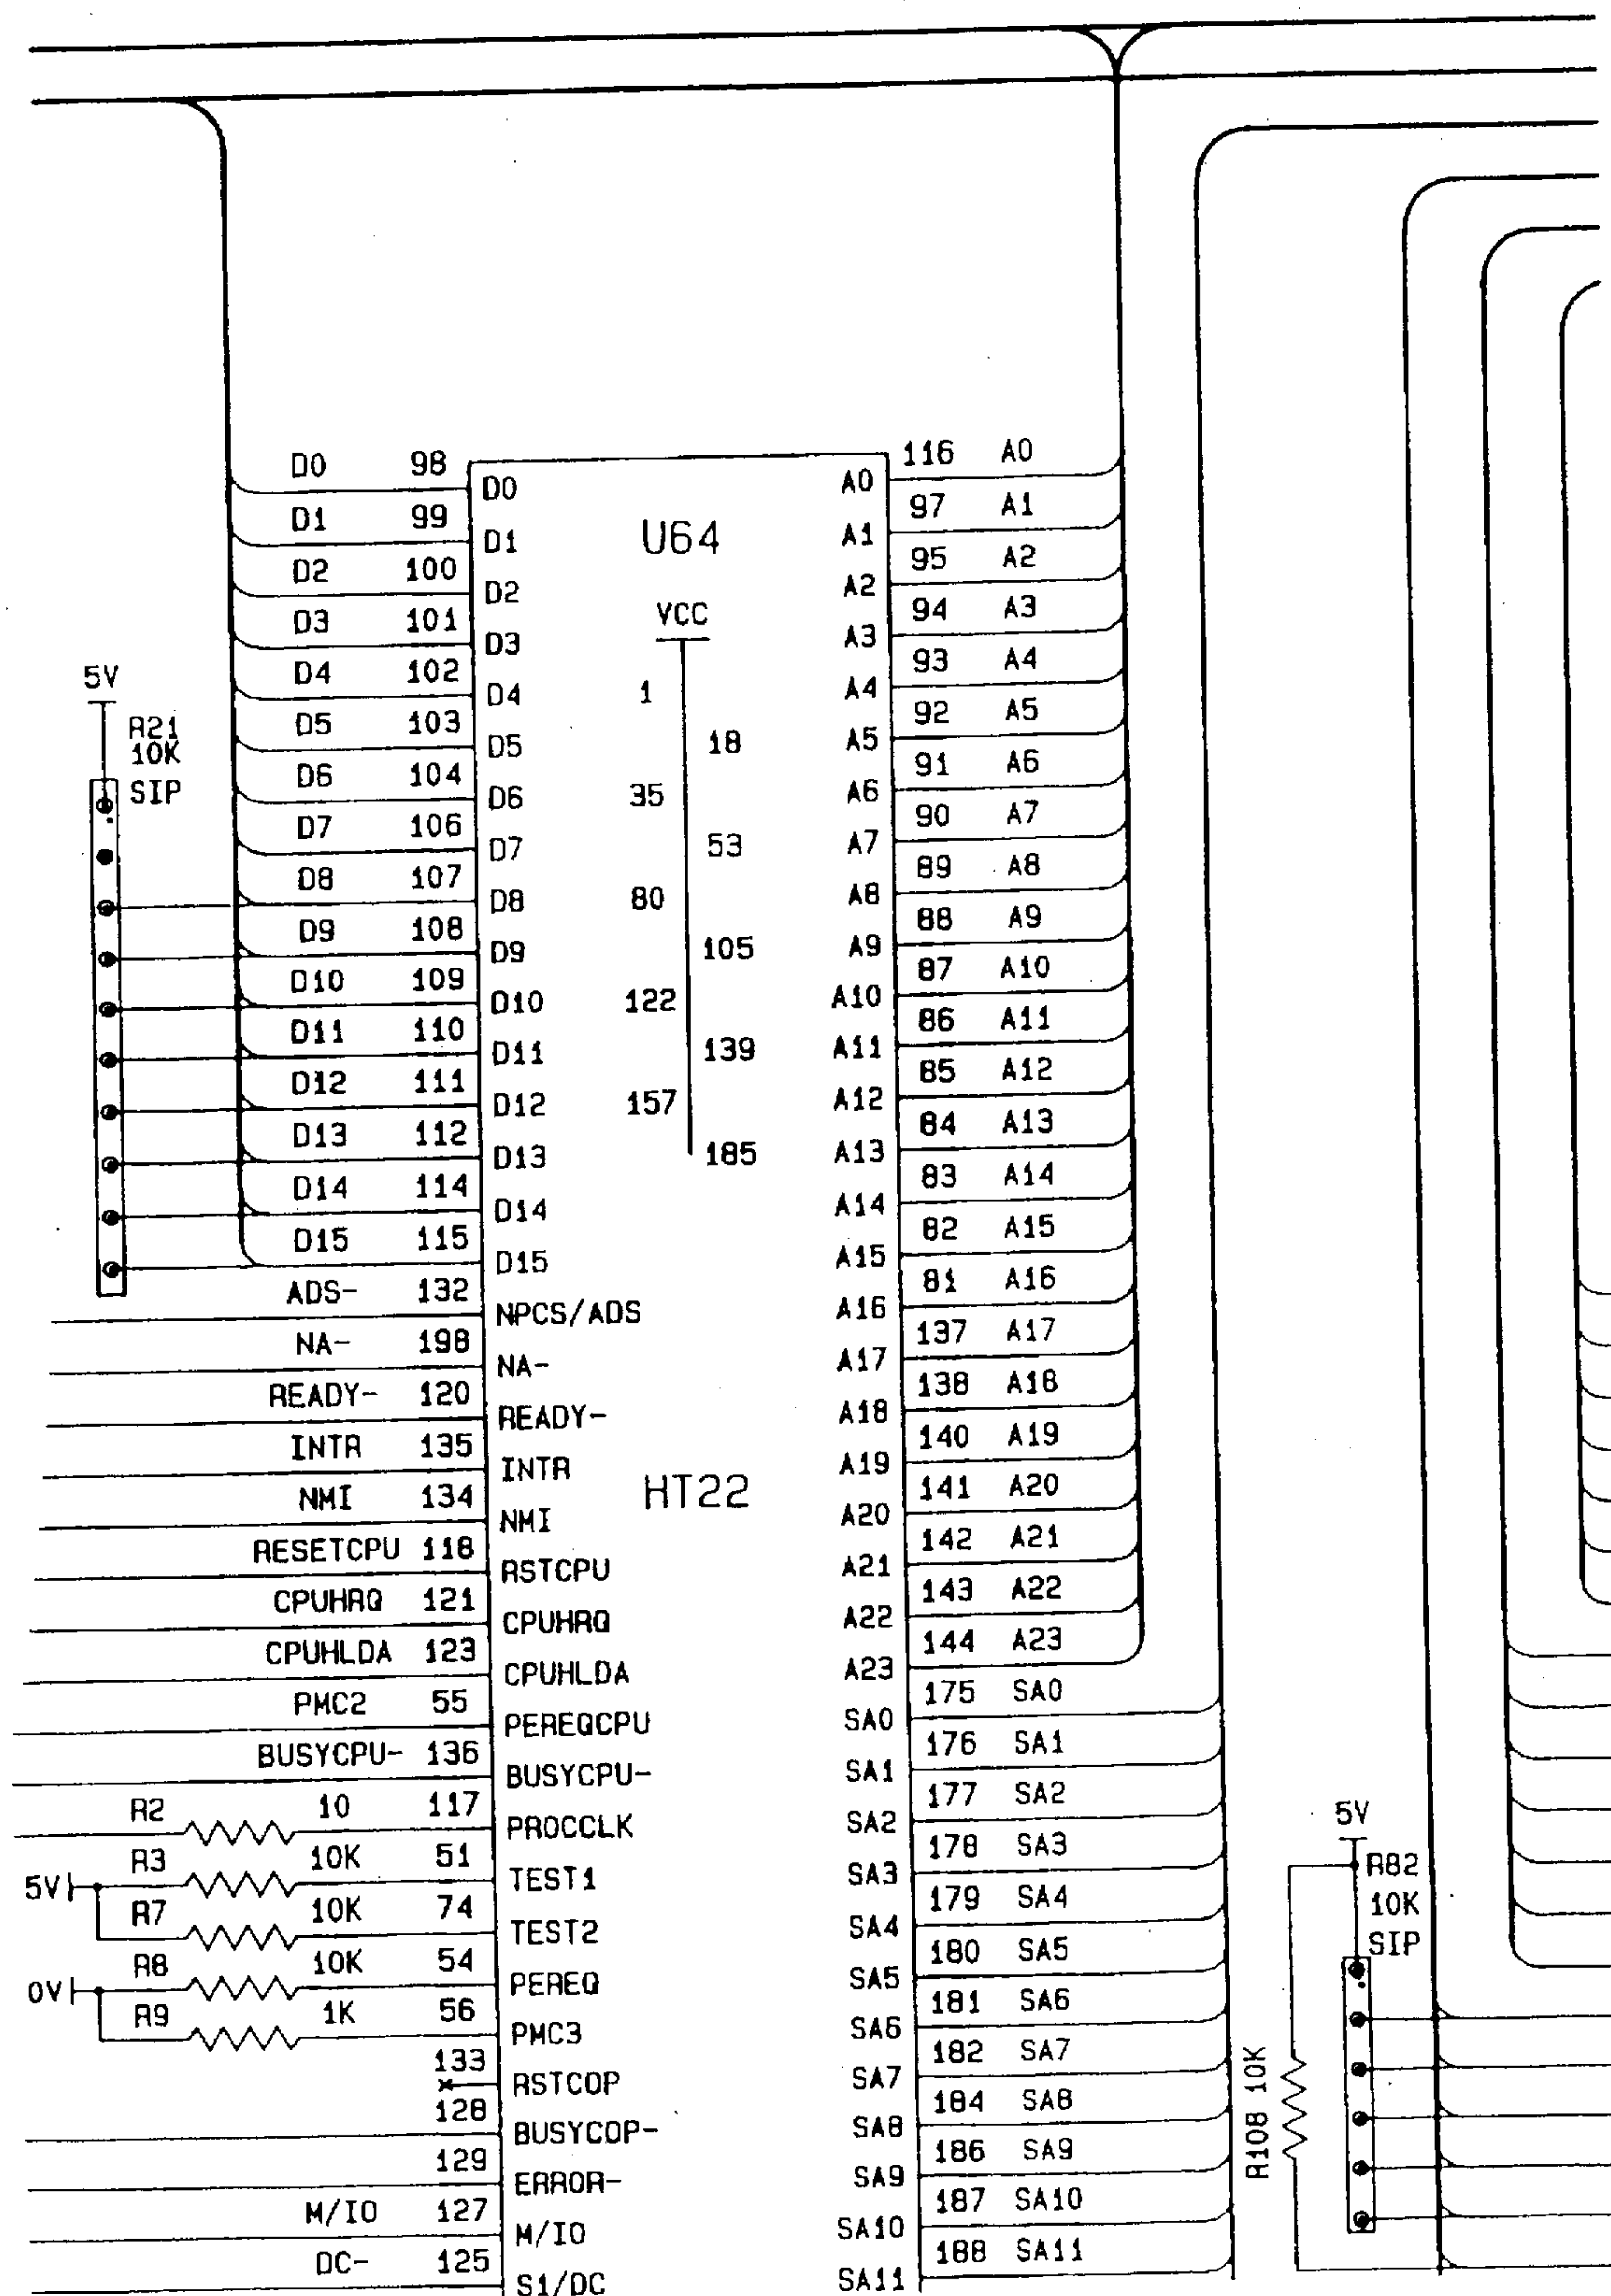 D0 98 D0 A0 116 A0
D1 99 D1 U64 A1 97 A1
D2 100 D2 A2 95 A2
D3 101 D3 VCC A3 94 A3
5V D4 102 D4 1 A4 93 A4
R21 D5 103 D5 18 A5 92 A5
10K
SIP D6 104 D6 35 A6 91 A6
D7 106 D7 53 A7 90 A7
D8 107 D8 80 A8 89 A8
D9 108 D9 105 A9 88 A9
D10 109 D10 122 A10 87 A10
D11 110 D11 139 A11 86 A11
D12 111 D12 157 A12 85 A12
D13 112 D13 185 A13 84 A13
D14 114 D14 A14 83 A14
D15 115 D15 A15 82 A15
ADS- 132 NPCS/ADS A16 81 A16
NA- 198 NA- A17 137 A17
READY- 120 READY- A18 138 A18
INTR 135 INTR A19 140 A19
NMI 134 NMI HT22 A20 141 A20
RESETCPU 118 RSTCPU A21 142 A21
CPUHRQ 121 CPUHRQ A22 143 A22
CPUHLDA 123 CPUHLDA A23 144 A23
PMC2 55 PEREQCPU SA0 175 SA0
BUSYCPU- 136 BUSYCPU- SA1 176 SA1
R2 10 117 PROCCLK SA2 177 SA2 5V
5V R3 10K 51 TEST1 SA3 178 SA3 R82
R7 10K 74 TEST2 SA4 179 SA4 10K
R8 10K 54 PEREQ SA5 180 SA5 SIP
0V R9 1K 56 PMC3 SA6 181 SA6
133 RSTCOP SA7 182 SA7
128 BUSYCOP- SA8 184 SA8 R108 10K
129 ERROR- SA9 186 SA9
M/IO 127 M/IO SA10 187 SA10
DC- 125 S1/DC SA11 188 SA11